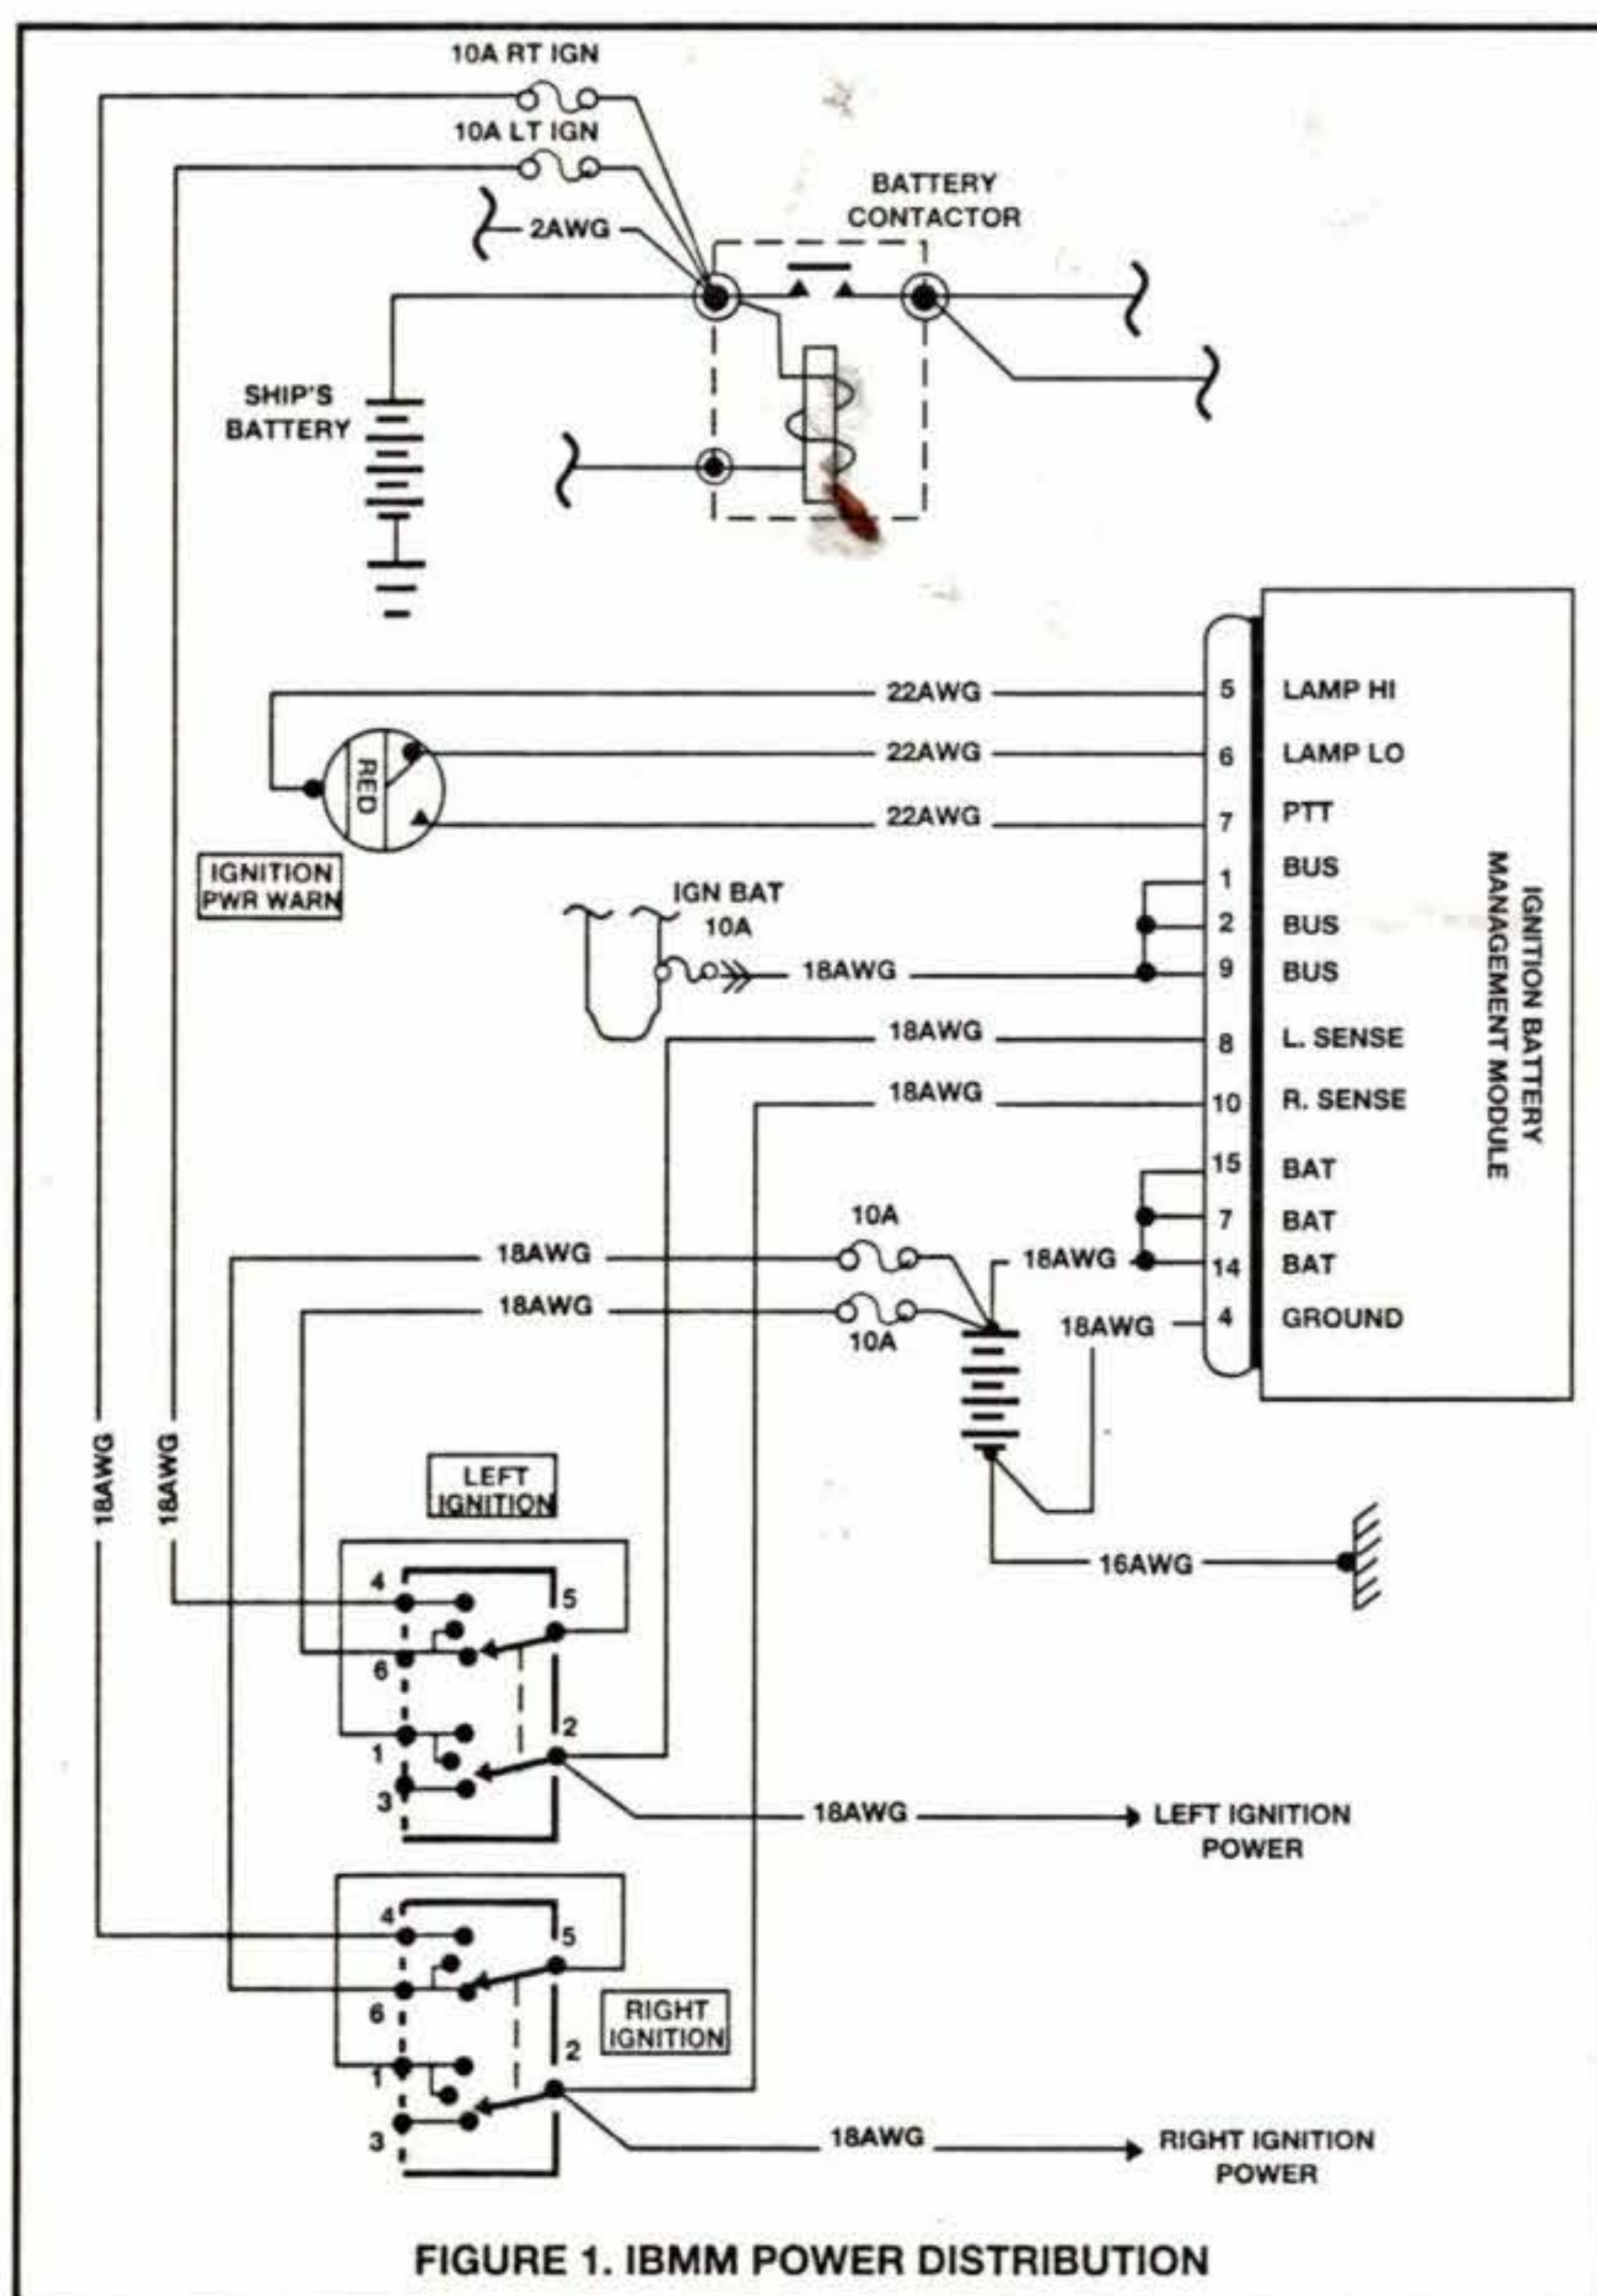 10A RT IGN
10A LT IGN
2AWG
BATTERY
CONTACTOR
SHIP'S
BATTERY
22AWG
5
LAMP HI
22AWG
6
LAMP LO
22AWG
7
PTT
RED
IGNITION
PWR WARN
IGN BAT
10A
1
BUS
2
BUS
18AWG
9
BUS
18AWG
8
L. SENSE
18AWG
10
R. SENSE
15
BAT
7
BAT
18AWG
14
BAT
18AWG
4
GROUND
IGNITION BATTERY
MANAGEMENT MODULE
10A
18AWG
18AWG
10A
18AWG
18AWG
LEFT
IGNITION
16AWG
4
5
6
2
1
3
18AWG
LEFT IGNITION
POWER
4
5
6
RIGHT
IGNITION
2
1
3
18AWG
RIGHT IGNITION
POWER
FIGURE 1. IBMM POWER DISTRIBUTION